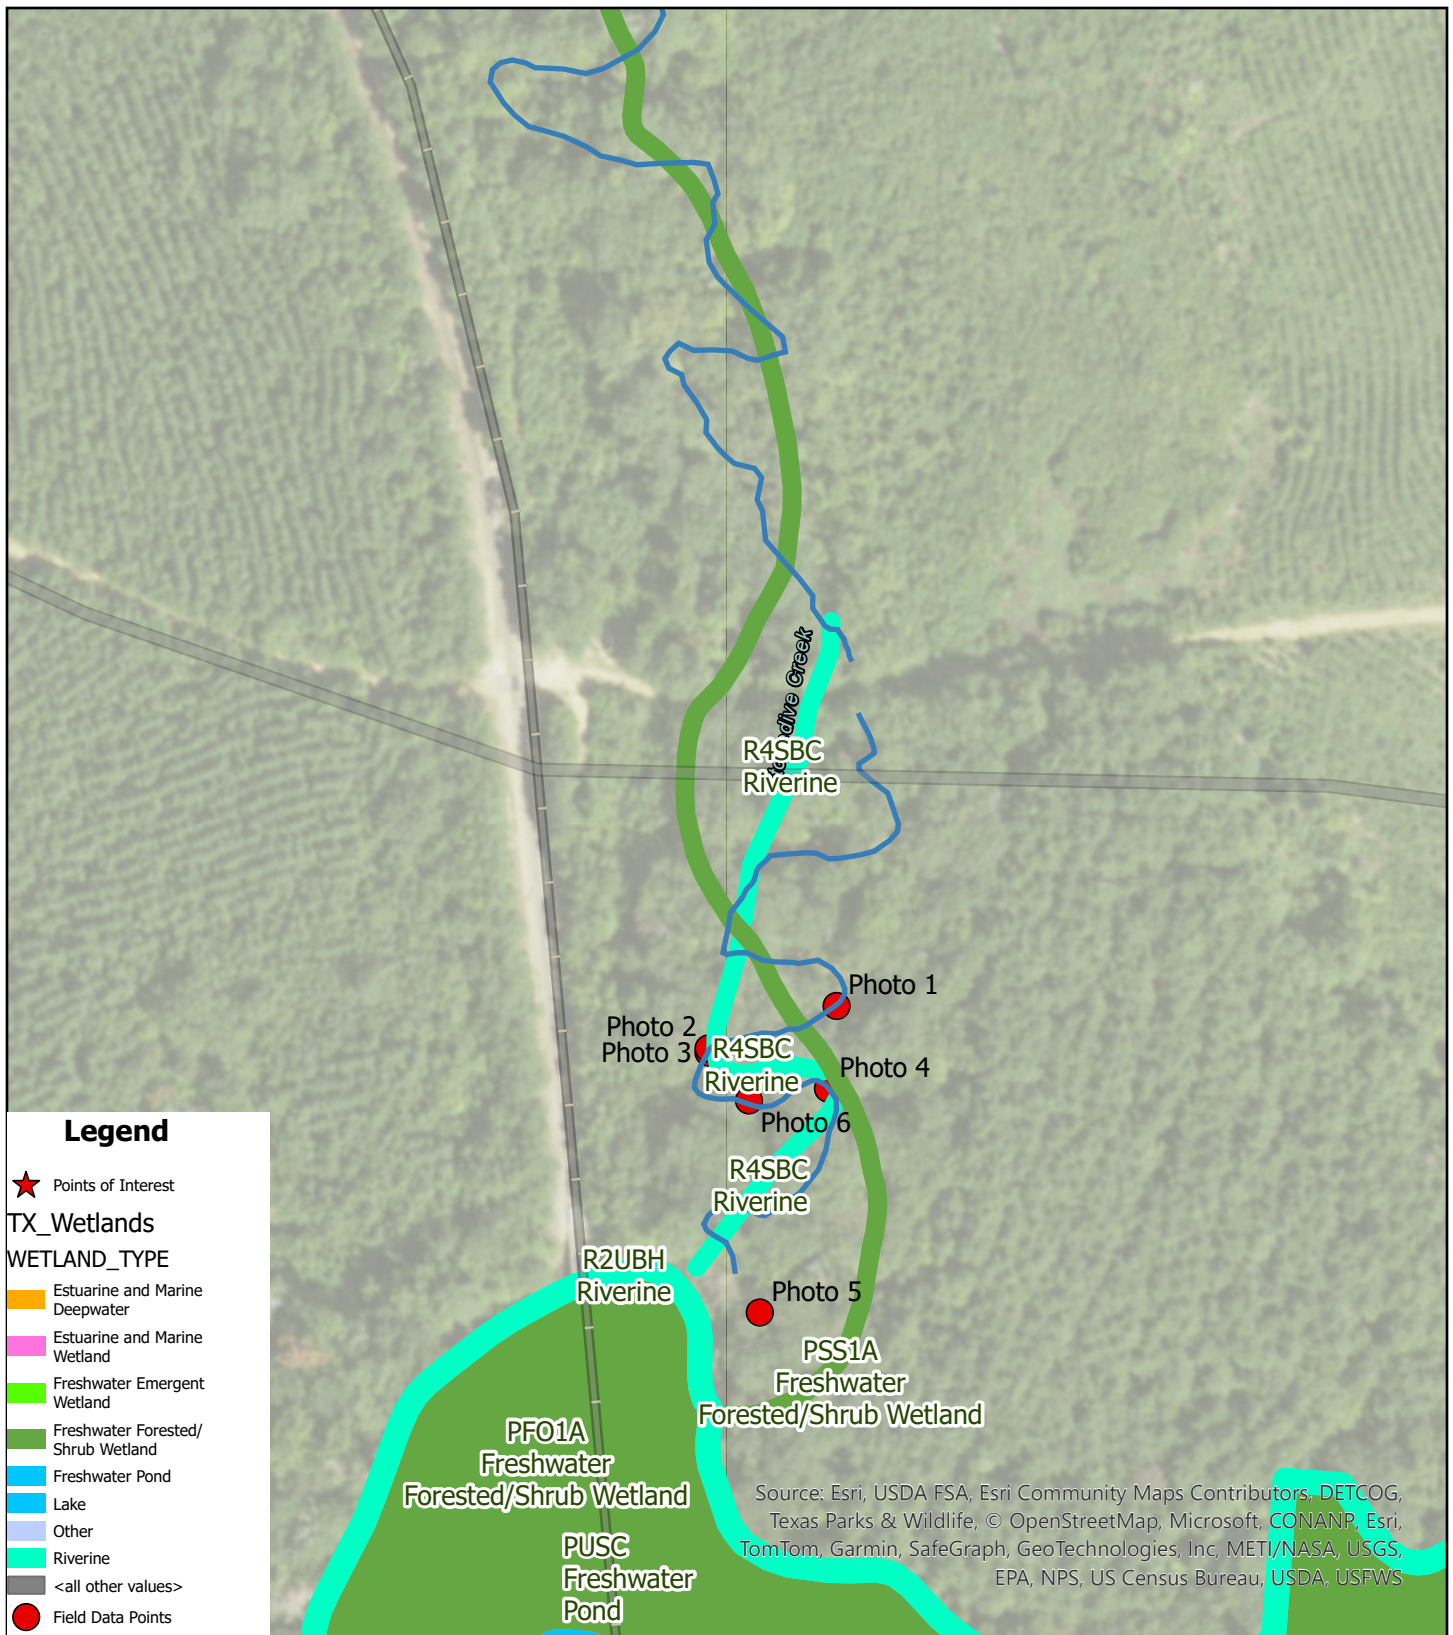 Creek
R4SBC
Riverine
Photo 1
Photo 2
Photo 3
R4SBC
Riverine
Photo 4
Photo 6
R4SBC
Riverine
R2UBH
Riverine
Photo 5
PSS1A
Freshwater
Forested/Shrub Wetland
PFO1A
Freshwater
Forested/Shrub Wetland
PUSC
Freshwater
Pond
Legend
Points of Interest
TX_Wetlands
WETLAND_TYPE
Estuarine and Marine
Deepwater
Estuarine and Marine
Wetland
Freshwater Emergent
Wetland
Freshwater Forested/
Shrub Wetland
Freshwater Pond
Lake
Other
Riverine
<all other values>
Field Data Points
Source: Esri, USDA FSA, Esri Community Maps Contributors, DETCOG,
Texas Parks & Wildlife, © OpenStreetMap, Microsoft, CONANP, Esri,
TomTom, Garmin, SafeGraph, GeoTechnologies, Inc, METI/NASA, USGS,
EPA, NPS, US Census Bureau, USDA, USFWS